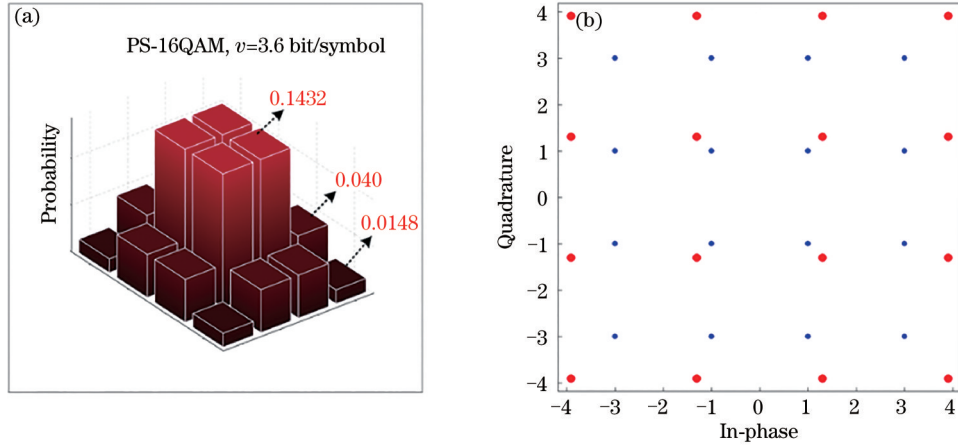 (a)
PS-16QAM, v=3.6 bit/symbol
0.1432
0.040
0.0148
Probability
(b)
4
3
2
1
0
−1
−2
−3
−4
Quadrature
−4 −3 −2 −1 0 1 2 3 4
In-phase